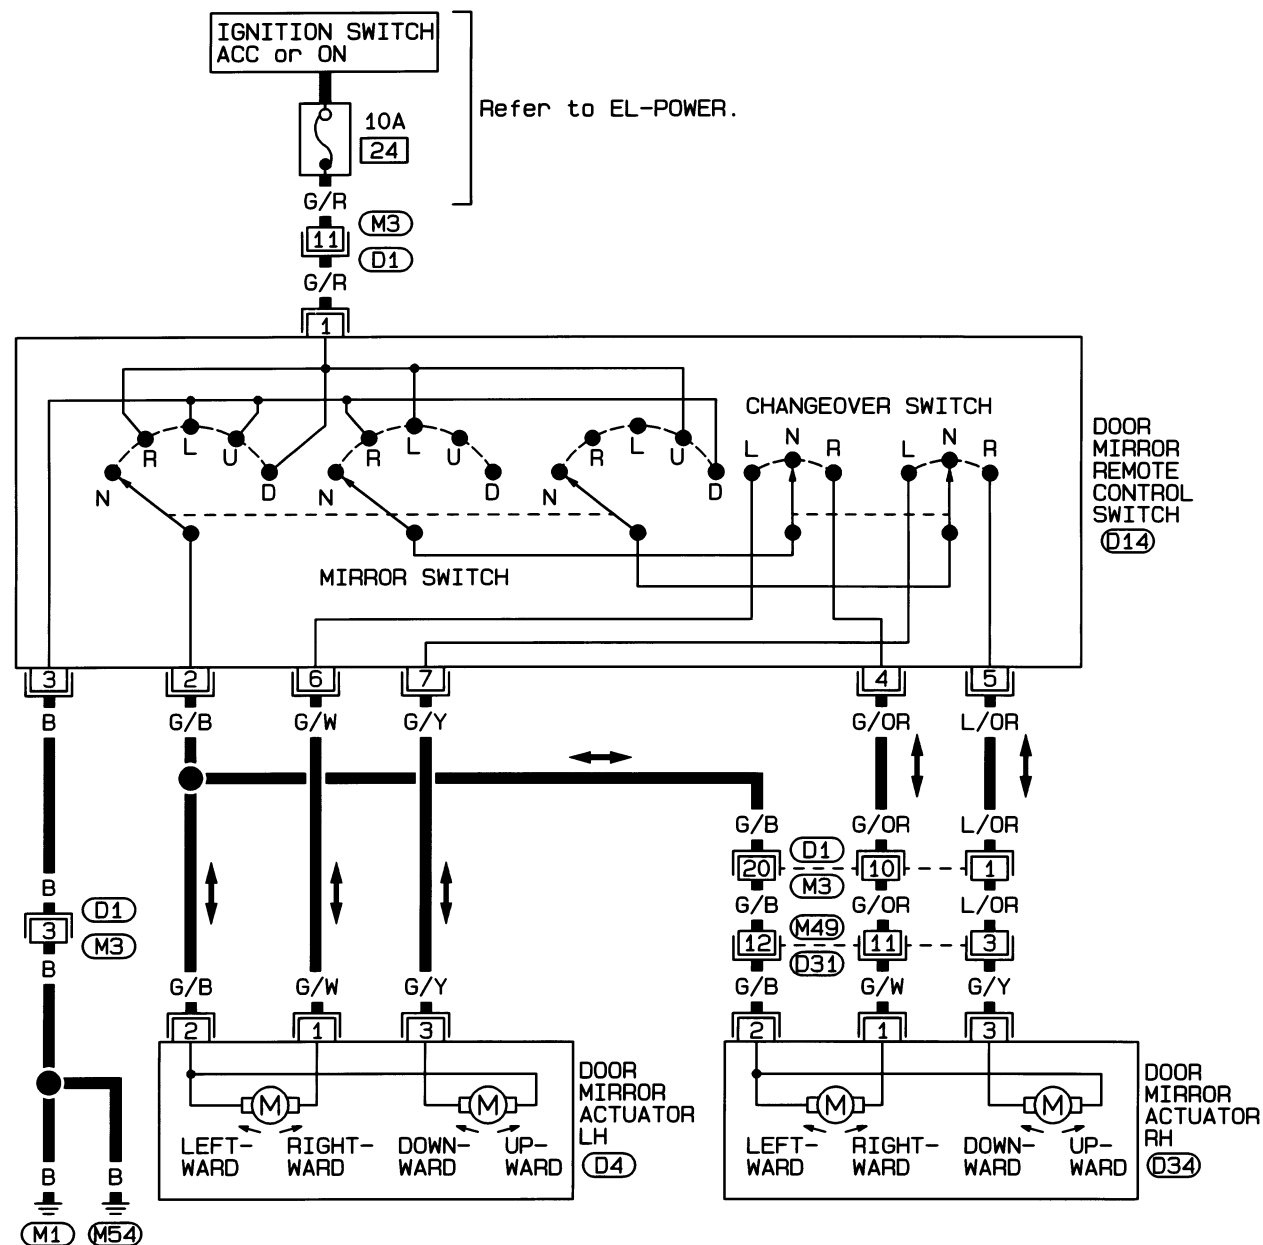 IGNITION SWITCH
ACC or ON
Refer to EL-POWER.
10A
24
G/R
M3
11
D1
G/R
1
CHANGEOVER SWITCH
R L U D N
R L U D N
R L U D N
L N R
L N R
MIRROR SWITCH
DOOR
MIRROR
REMOTE
CONTROL
SWITCH
D14
3 2 6 7 4 5
B G/B G/W G/Y G/OR L/OR
G/B G/OR L/OR
20 D1 10 1
M3
G/B G/OR L/OR
12 M49 11 3
D31
B
3 D1
M3
B
G/B G/W G/Y G/B G/W G/Y
2 1 3 2 1 3
M M M M
LEFT-
WARD
RIGHT-
WARD
DOWN-
WARD
UP-
WARD
DOOR
MIRROR
ACTUATOR
LH
D4
LEFT-
WARD
RIGHT-
WARD
DOWN-
WARD
UP-
WARD
DOOR
MIRROR
ACTUATOR
RH
D34
B B
M1 M54